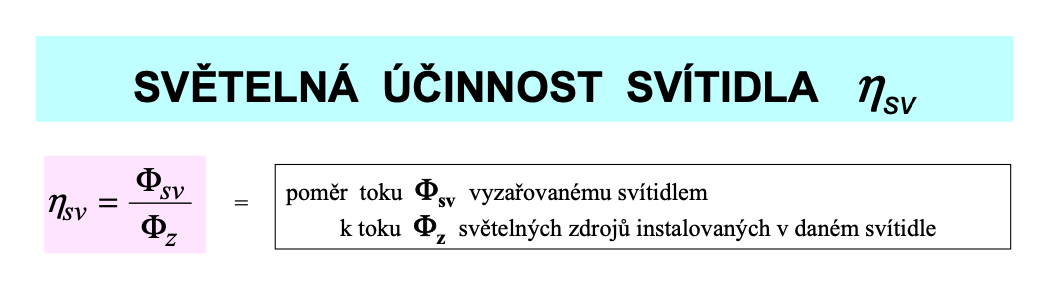 SVĚTELNÁ ÚČINNOST SVÍTIDLA η_sv
η_sv = Φ_sv / Φ_z = poměr toku Φ_sv vyzařovanému svítidlem
k toku Φ_z světelných zdrojů instalovaných v daném svítidle